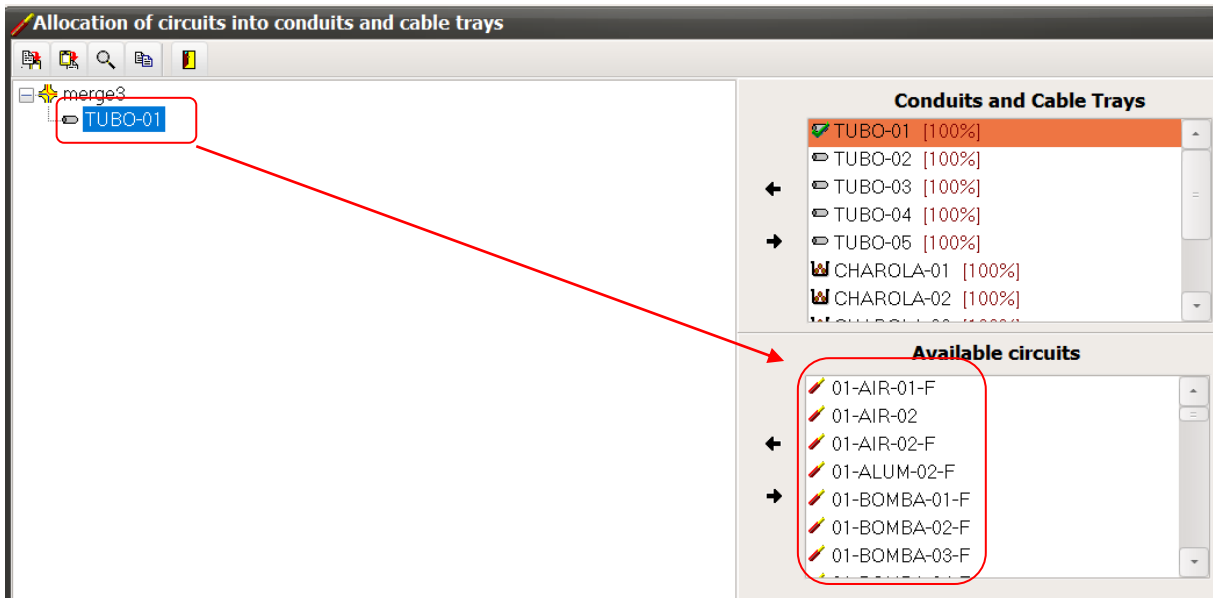 Allocation of circuits into conduits and cable trays
merge3
TUBO-01
Conduits and Cable Trays
TUBO-01 [100%]
TUBO-02 [100%]
TUBO-03 [100%]
TUBO-04 [100%]
TUBO-05 [100%]
CHAROLA-01 [100%]
CHAROLA-02 [100%]
Available circuits
01-AIR-01-F
01-AIR-02
01-AIR-02-F
01-ALUM-02-F
01-BOMBA-01-F
01-BOMBA-02-F
01-BOMBA-03-F